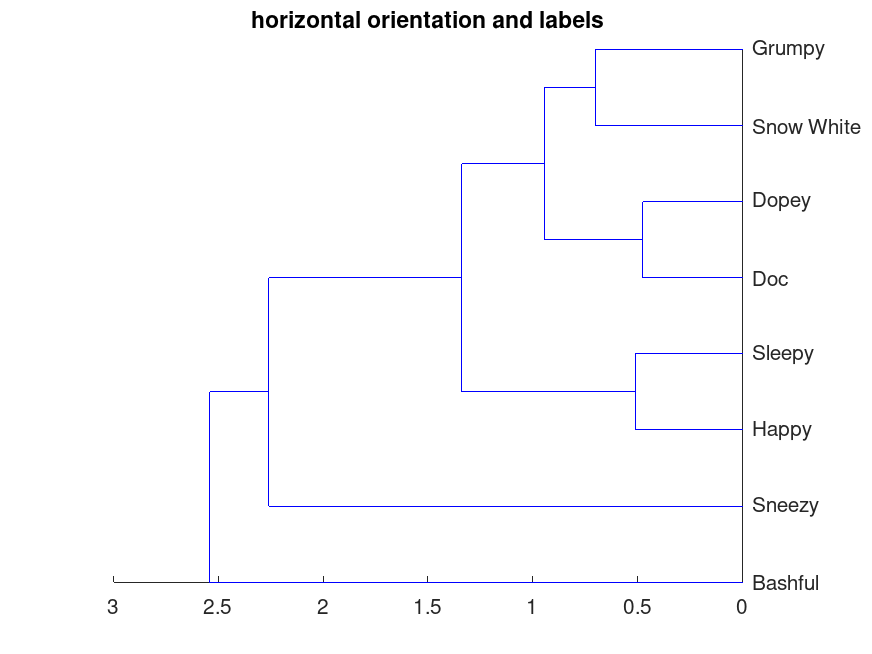 horizontal orientation and labels
Grumpy
Snow White
Dopey
Doc
Sleepy
Happy
Sneezy
Bashful
3 2.5 2 1.5 1 0.5 0